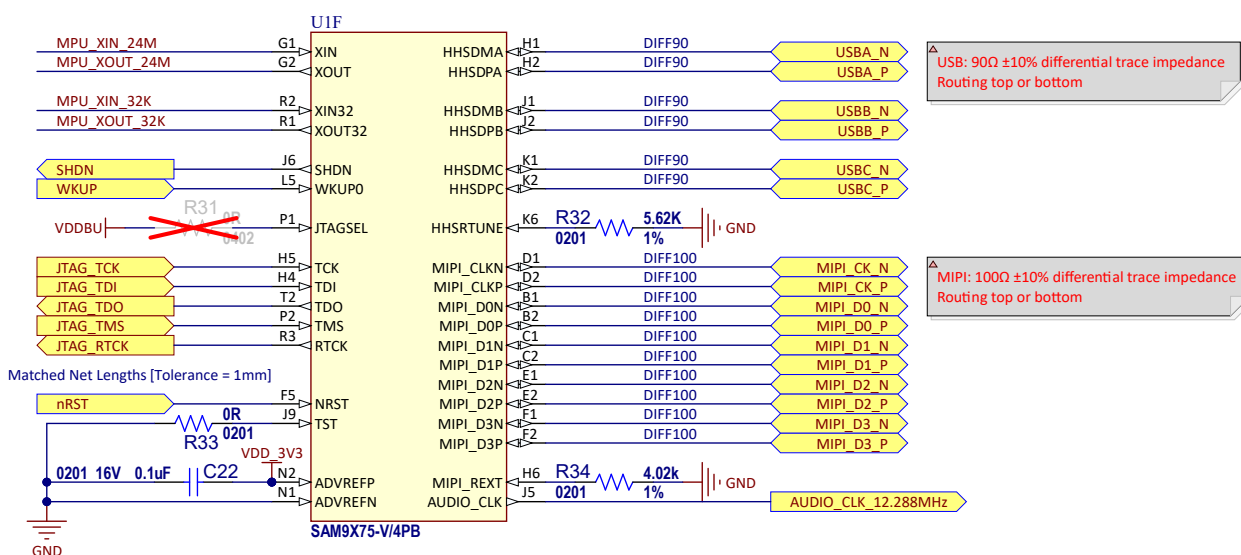 U1F
MPU_XIN_24M G1 XIN HHSDMA H1 DIFF90 USBA_N
MPU_XOUT_24M G2 XOUT HHSDPA H2 DIFF90 USBA_P
USB: 90Ω ±10% differential trace impedance
Routing top or bottom
MPU_XIN_32K R2 XIN32 HHSDMB J1 DIFF90 USBB_N
MPU_XOUT_32K R1 XOUT32 HHSDPB J2 DIFF90 USBB_P
SHDN J6 SHDN HHSDMC K1 DIFF90 USBC_N
WKUP L5 WKUP0 HHSDPC K2 DIFF90 USBC_P
VDDBU R31 0R 0402 P1 JTAGSEL HHSRTUNE K6 R32 0201 5.62K 1% GND
JTAG_TCK H5 TCK MIPI_CLKN D1 DIFF100 MIPI_CK_N
JTAG_TDI H4 TDI MIPI_CLKP D2 DIFF100 MIPI_CK_P
MIPI: 100Ω ±10% differential trace impedance
Routing top or bottom
JTAG_TDO T2 TDO MIPI_D0N B1 DIFF100 MIPI_D0_N
JTAG_TMS P2 TMS MIPI_D0P B2 DIFF100 MIPI_D0_P
JTAG_RTCK R3 RTCK MIPI_D1N C1 DIFF100 MIPI_D1_N
MIPI_D1P C2 DIFF100 MIPI_D1_P
Matched Net Lengths [Tolerance = 1mm]
MIPI_D2N E1 DIFF100 MIPI_D2_N
nRST F5 NRST MIPI_D2P E2 DIFF100 MIPI_D2_P
R33 0R 0201 J9 TST MIPI_D3N F1 DIFF100 MIPI_D3_N
MIPI_D3P F2 DIFF100 MIPI_D3_P
VDD_3V3
0201 16V 0.1uF C22 N2 ADVREFP MIPI_REXT H6 R34 0201 4.02k 1% GND
N1 ADVREFN AUDIO_CLK J5 AUDIO_CLK_12.288MHz
GND
SAM9X75-V/4PB